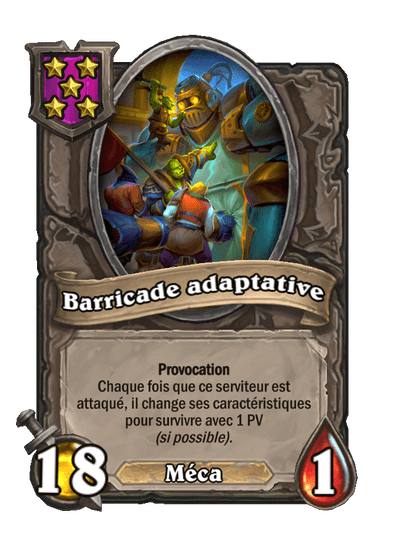 Barricade adaptative
Provocation
Chaque fois que ce serviteur est
attaqué, il change ses caractéristiques
pour survivre avec 1 PV
(si possible).
18
Méca
1